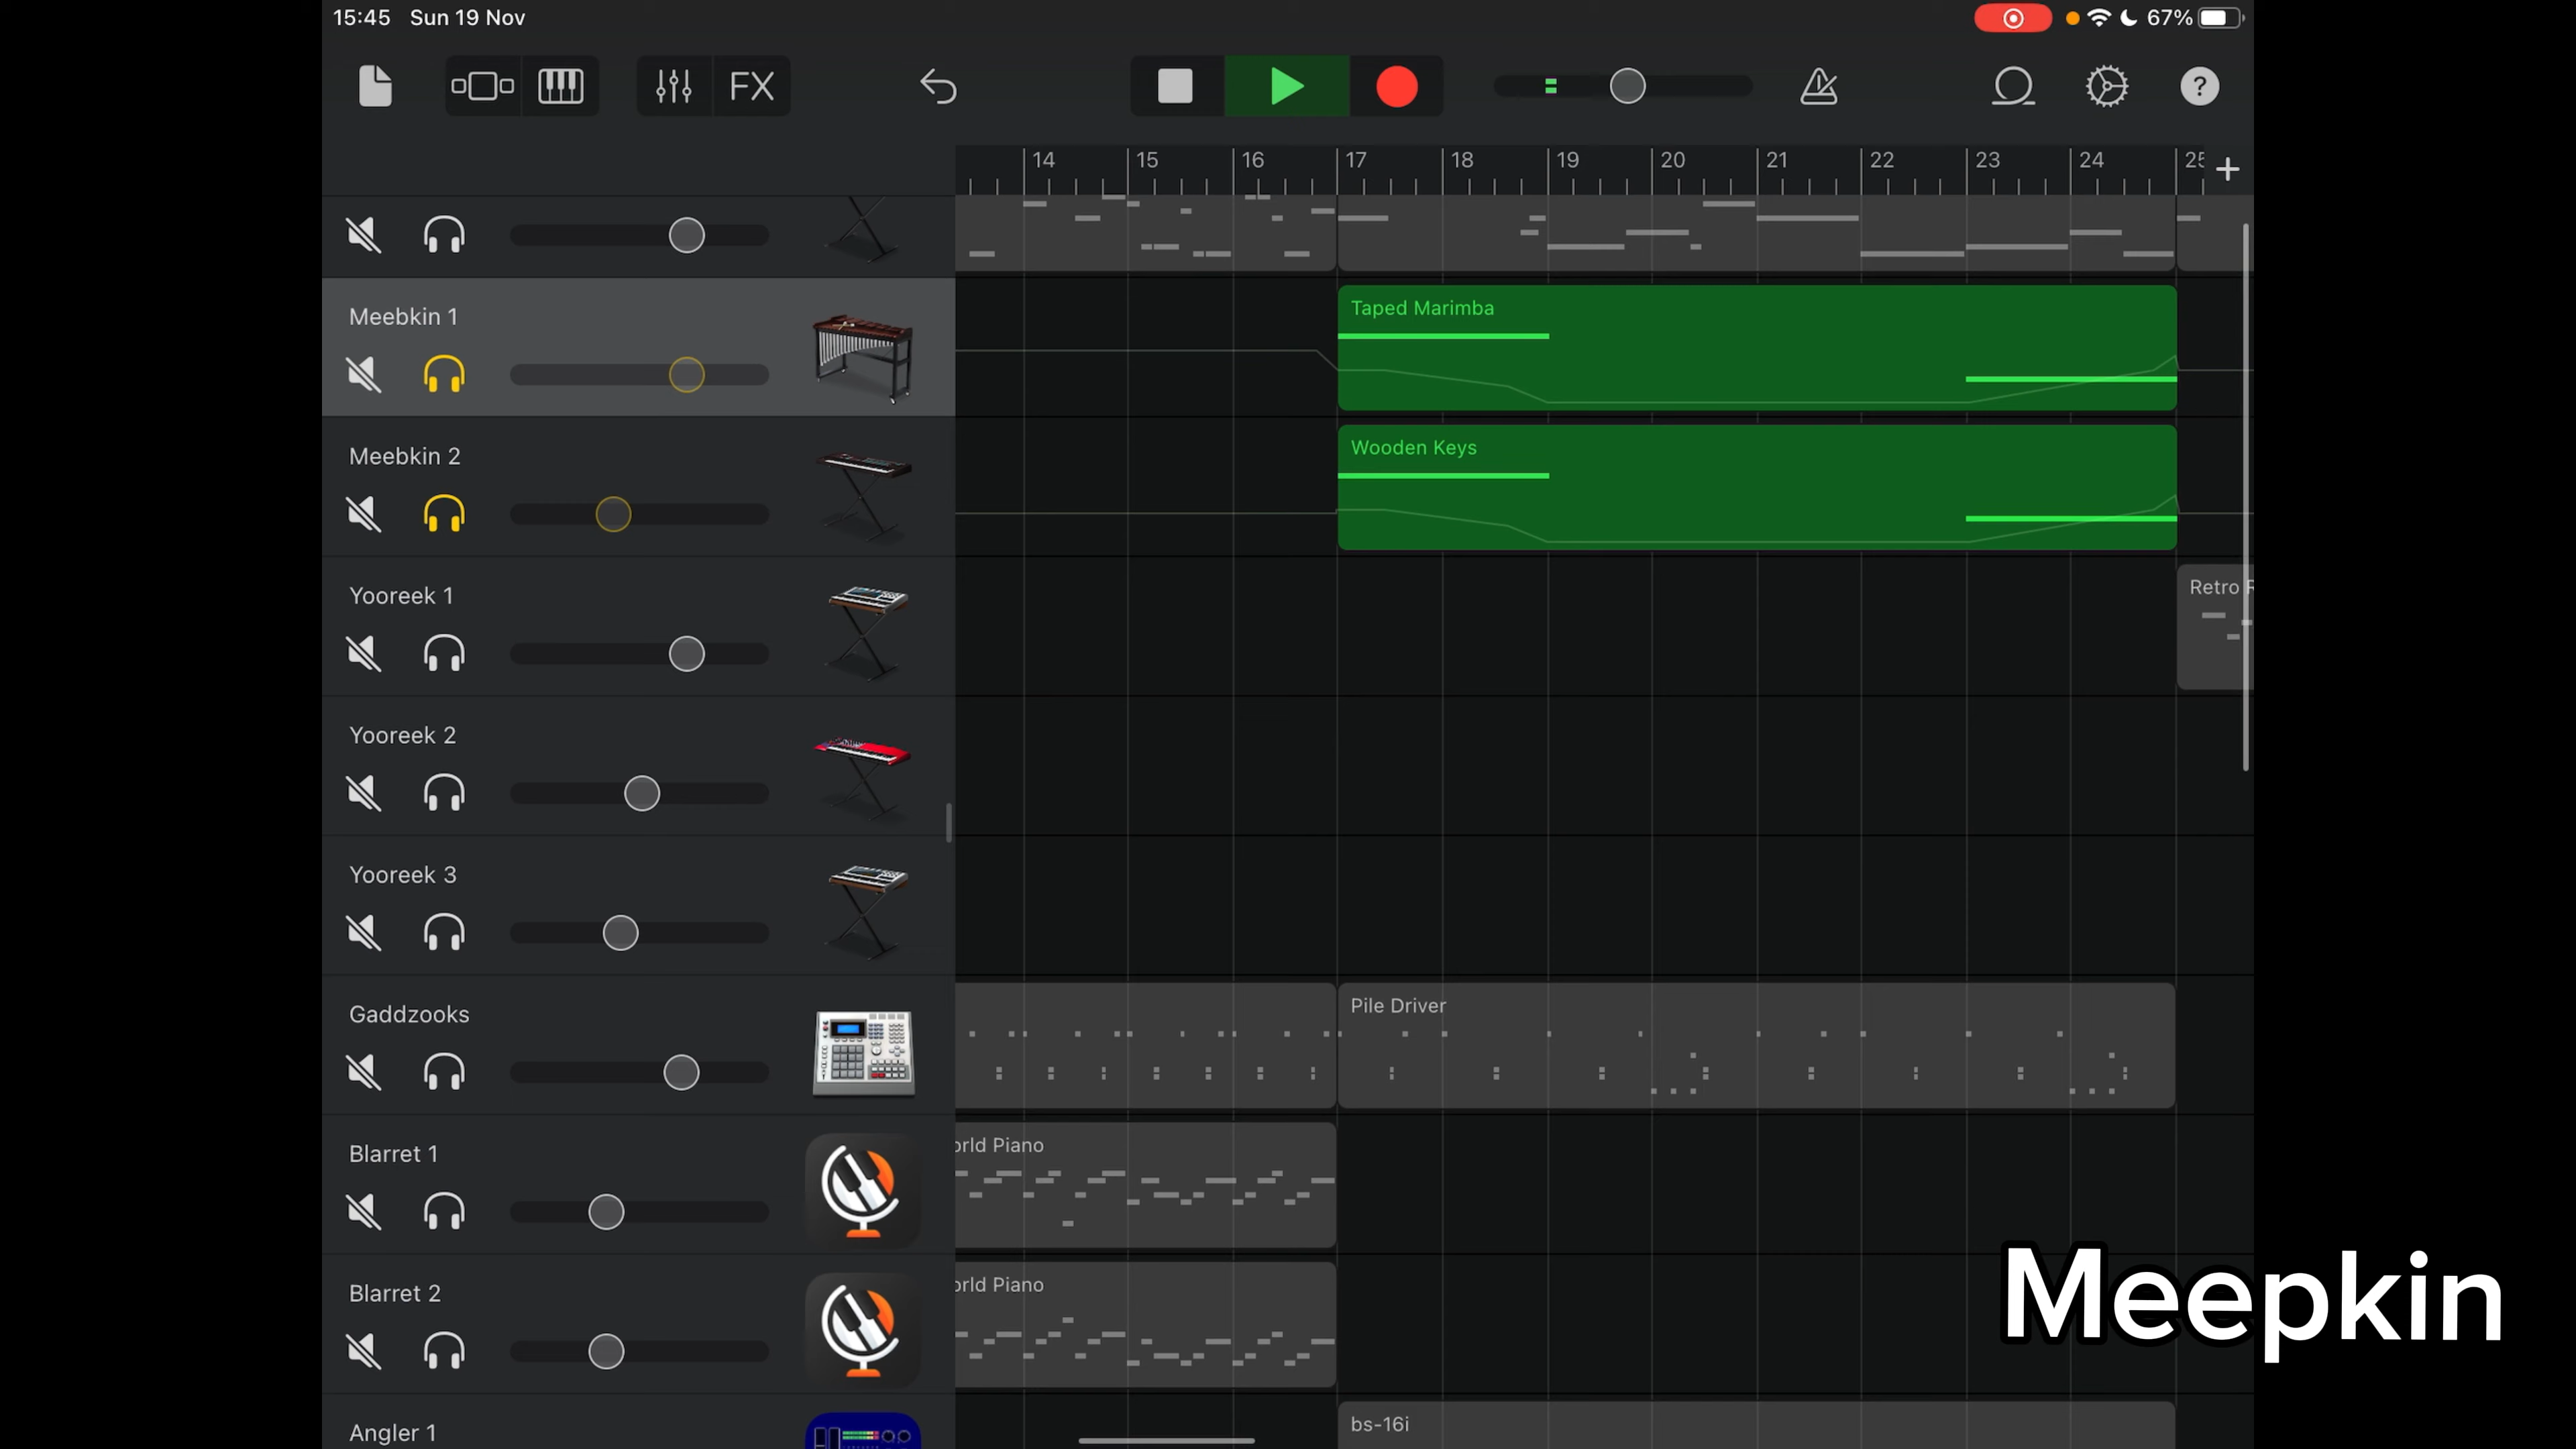 15:45 Sun 19 Nov 67%
FX ?
14 15 16 17 18 19 20 21 22 23 24 25 +
Meebkin 1
Taped Marimba
Meebkin 2
Wooden Keys
Yooreek 1
Retro R
Yooreek 2
Yooreek 3
Gaddzooks
Pile Driver
Blarret 1
orld Piano
Blarret 2
orld Piano
Meepkin
Angler 1
bs-16i